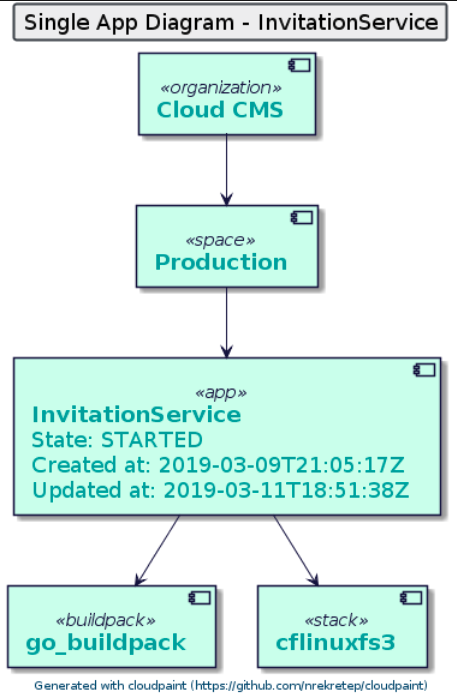 Single App Diagram - InvitationService
«organization»
Cloud CMS
«space»
Production
«app»
InvitationService
State: STARTED
Created at: 2019-03-09T21:05:17Z
Updated at: 2019-03-11T18:51:38Z
«buildpack»
go_buildpack
«stack»
cflinuxfs3
Generated with cloudpaint (https://github.com/nrekretep/cloudpaint)